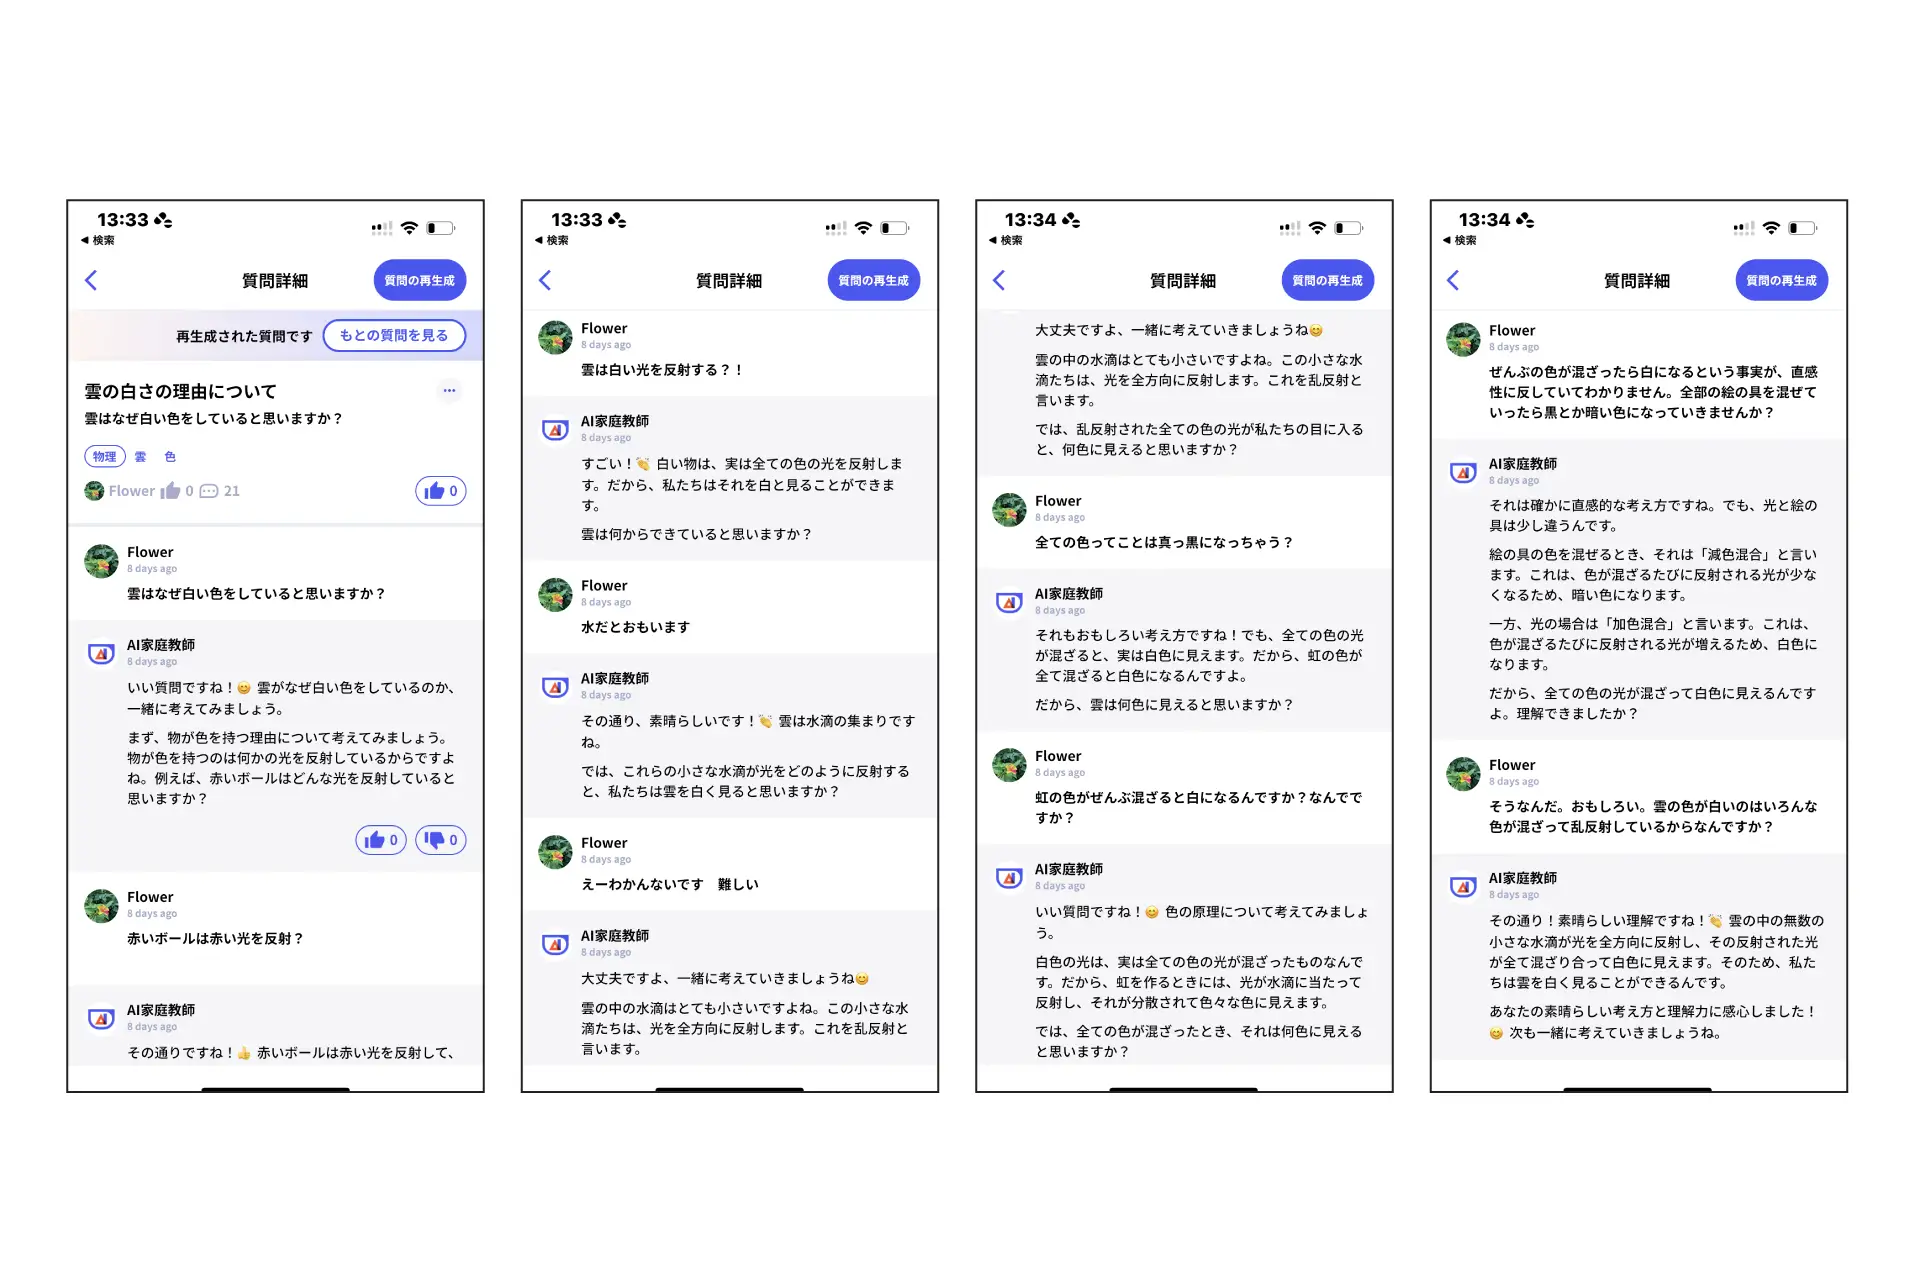 13:33
◀ 検索
質問詳細
質問の再生成
再生成された質問です
もとの質問を見る
雲の白さの理由について
雲はなぜ白い色をしていると思いますか？
物理 雲 色
Flower 0 21
0
Flower
8 days ago
雲はなぜ白い色をしていると思いますか？
AI家庭教師
8 days ago
いい質問ですね！😊 雲がなぜ白い色をしているのか、
一緒に考えてみましょう。
まず、物が色を持つ理由について考えてみましょう。
物が色を持つのは何かの光を反射しているからですよ
ね。例えば、赤いボールはどんな光を反射していると
思いますか？
0 0
Flower
8 days ago
赤いボールは赤い光を反射？
AI家庭教師
8 days ago
その通りですね！👍 赤いボールは赤い光を反射して、
13:33
◀ 検索
質問詳細
質問の再生成
Flower
8 days ago
雲は白い光を反射する？！
AI家庭教師
8 days ago
すごい！👏 白い物は、実は全ての色の光を反射しま
す。だから、私たちはそれを白と見ることができま
す。
雲は何からできていると思いますか？
Flower
8 days ago
水だとおもいます
AI家庭教師
8 days ago
その通り、素晴らしいです！👏 雲は水滴の集まりです
ね。
では、これらの小さな水滴が光をどのように反射する
と、私たちは雲を白く見ると思いますか？
Flower
8 days ago
えーわかんないです　難しい
AI家庭教師
8 days ago
大丈夫ですよ、一緒に考えていきましょうね😊
雲の中の水滴はとても小さいですよね。この小さな水
滴たちは、光を全方向に反射します。これを乱反射と
言います。
13:34
◀ 検索
質問詳細
質問の再生成
大丈夫ですよ、一緒に考えていきましょうね😊
雲の中の水滴はとても小さいですよね。この小さな水
滴たちは、光を全方向に反射します。これを乱反射と
言います。
では、乱反射された全ての色の光が私たちの目に入る
と、何色に見えると思いますか？
Flower
8 days ago
全ての色ってことは真っ黒になっちゃう？
AI家庭教師
8 days ago
それもおもしろい考え方ですね！でも、全ての色の光
が混ざると、実は白色に見えます。だから、虹の色が
全て混ざると白色になるんですよ。
だから、雲は何色に見えると思いますか？
Flower
8 days ago
虹の色がぜんぶ混ざると白になるんですか？なんでで
すか？
AI家庭教師
8 days ago
いい質問ですね！😊 色の原理について考えてみましょ
う。
白色の光は、実は全ての色の光が混ざったものなんで
す。だから、虹を作るときには、光が水滴に当たって
反射し、それが分散されて色々な色に見えます。
では、全ての色が混ざったとき、それは何色に見える
と思いますか？
13:34
◀ 検索
質問詳細
質問の再生成
Flower
8 days ago
ぜんぶの色が混ざったら白になるという事実が、直感
性に反していてわかりません。全部の絵の具を混ぜて
いったら黒とか暗い色になっていきませんか？
AI家庭教師
8 days ago
それは確かに直感的な考え方ですね。でも、光と絵の
具は少し違うんです。
絵の具の色を混ぜるとき、それは「減色混合」と言い
ます。これは、色が混ざるたびに反射される光が少な
くなるため、暗い色になります。
一方、光の場合は「加色混合」と言います。これは、
色が混ざるたびに反射される光が増えるため、白色に
なります。
だから、全ての色の光が混ざって白色に見えるんです
よ。理解できましたか？
Flower
8 days ago
そうなんだ。おもしろい。雲の色が白いのはいろんな
色が混ざって乱反射しているからなんですか？
AI家庭教師
8 days ago
その通り！素晴らしい理解ですね！👏 雲の中の無数の
小さな水滴が光を全方向に反射し、その反射された光
が全て混ざり合って白色に見えます。そのため、私た
ちは雲を白く見ることができるんです。
あなたの素晴らしい考え方と理解力に感心しました！
😊 次も一緒に考えていきましょうね。